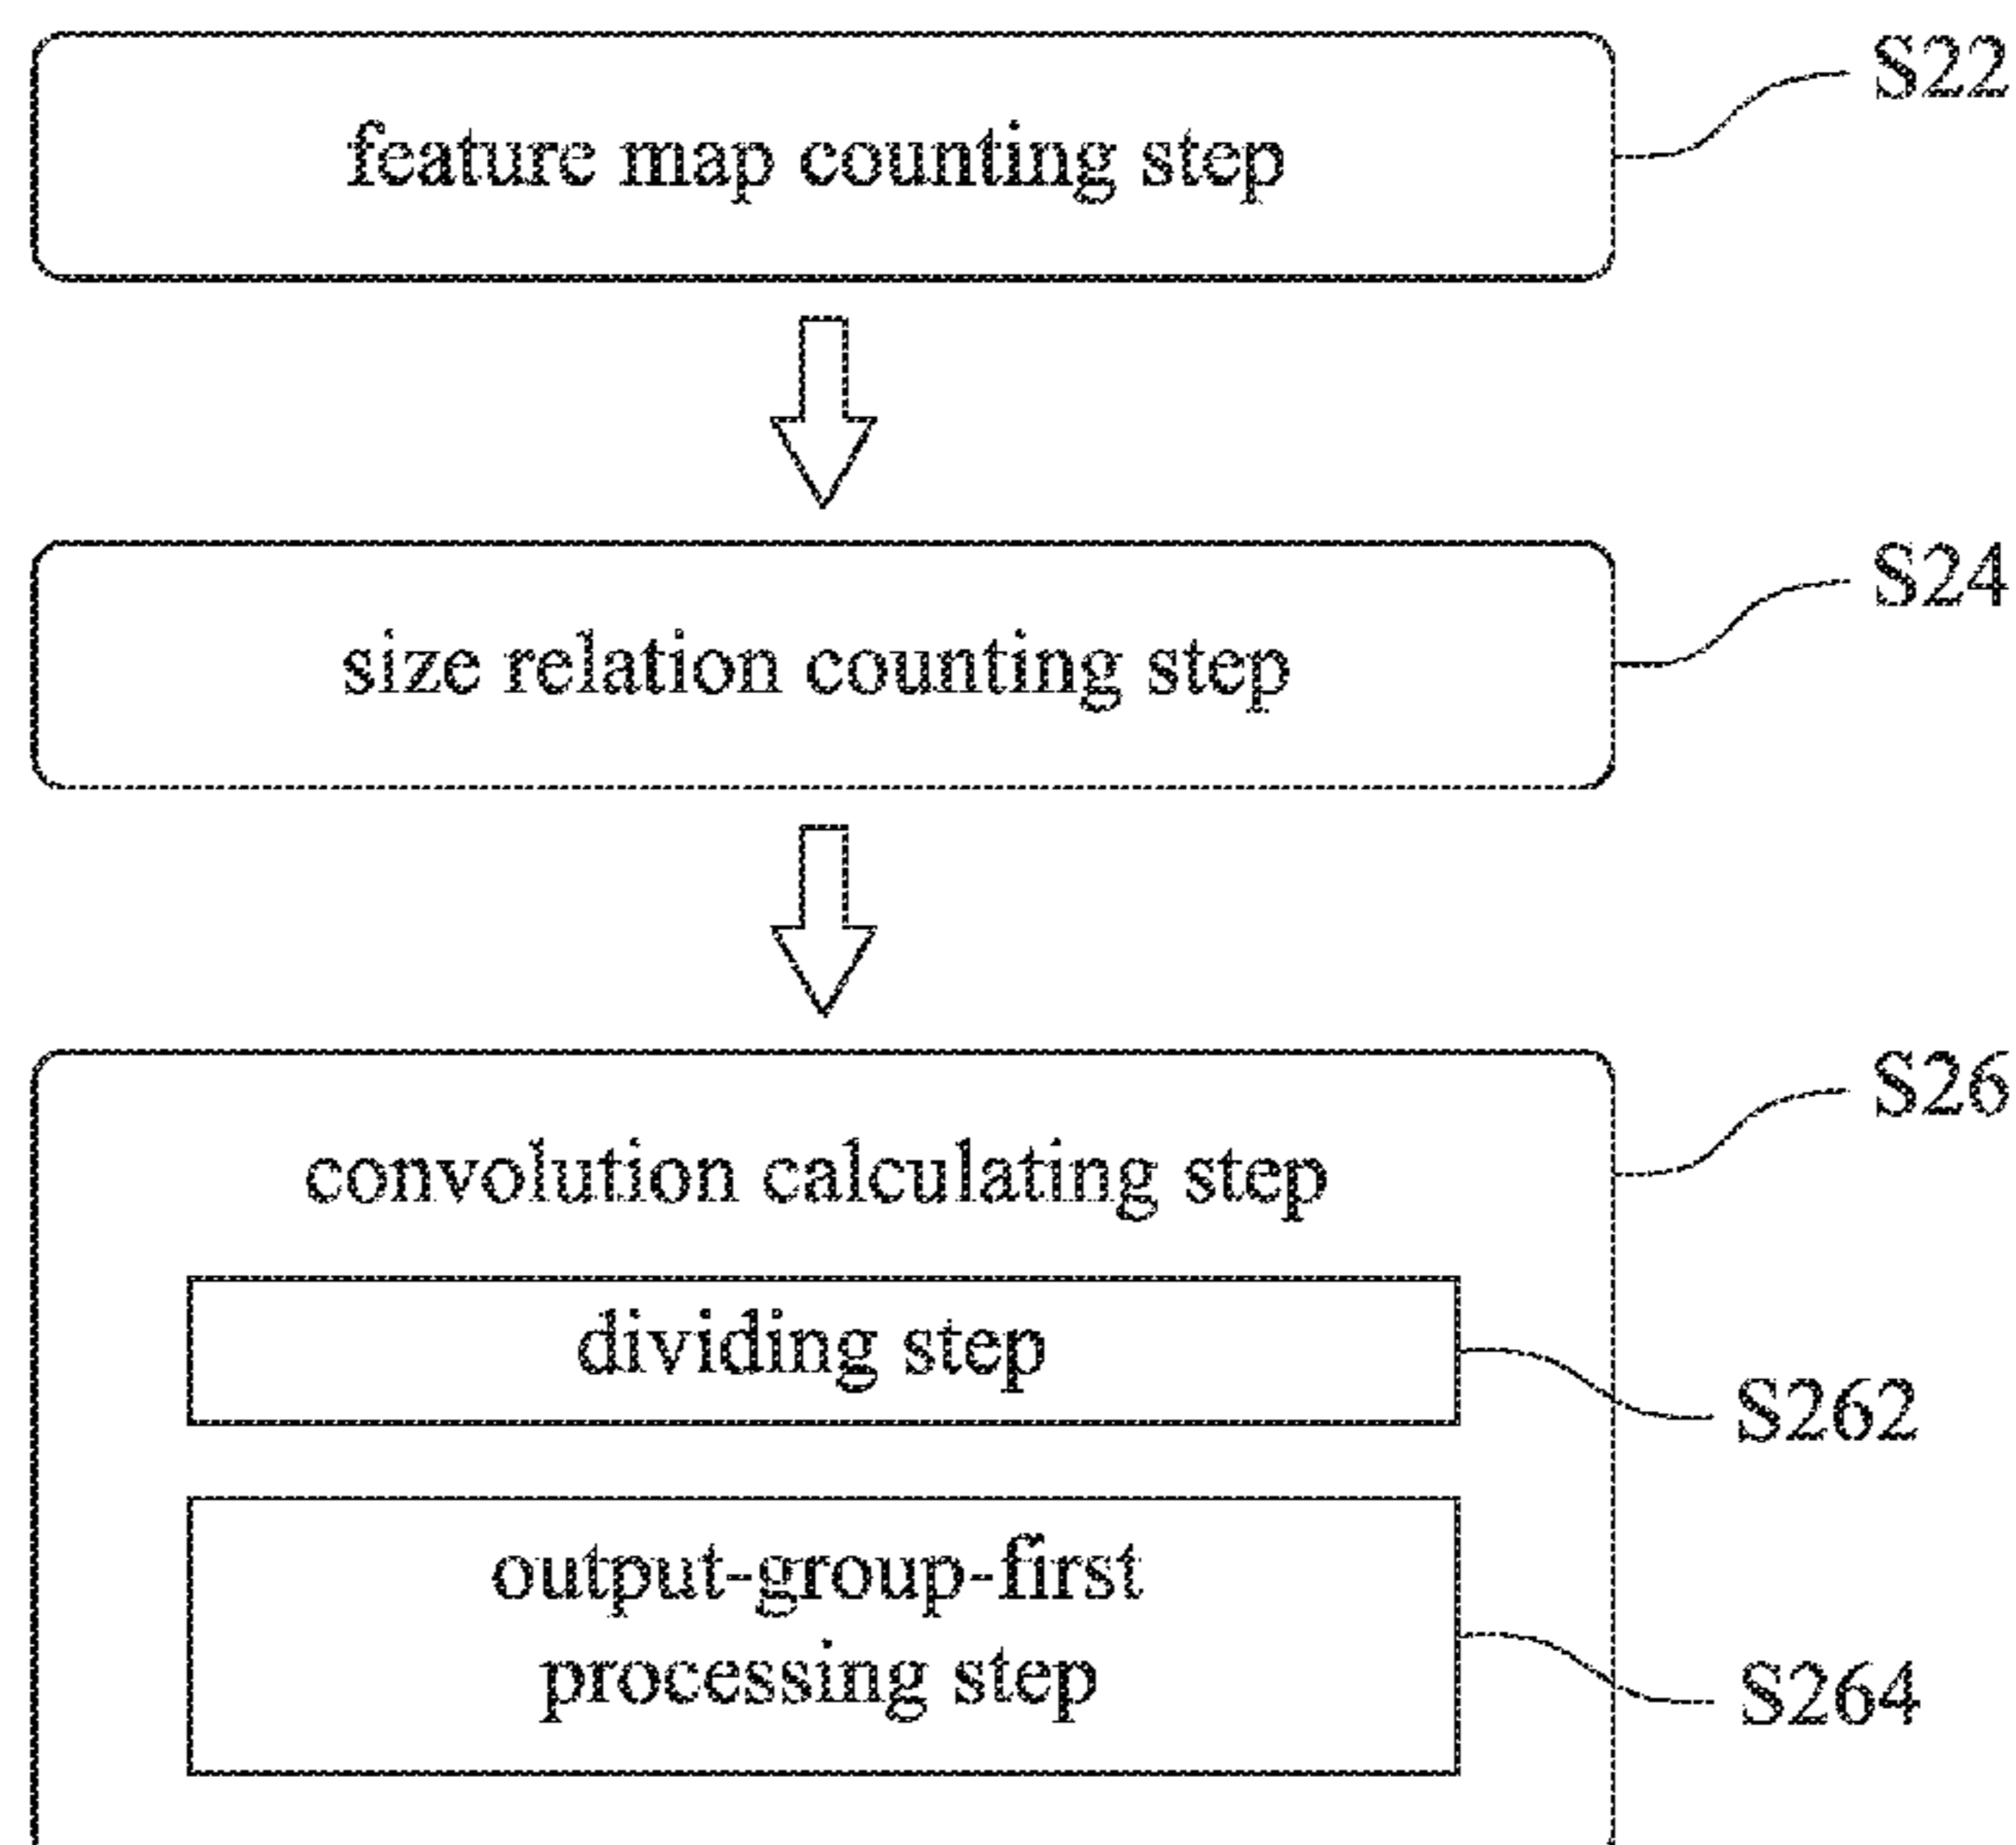 feature map counting step
S22
size relation counting step
S24
convolution calculating step
S26
dividing step
S262
output-group-first
processing step
S264